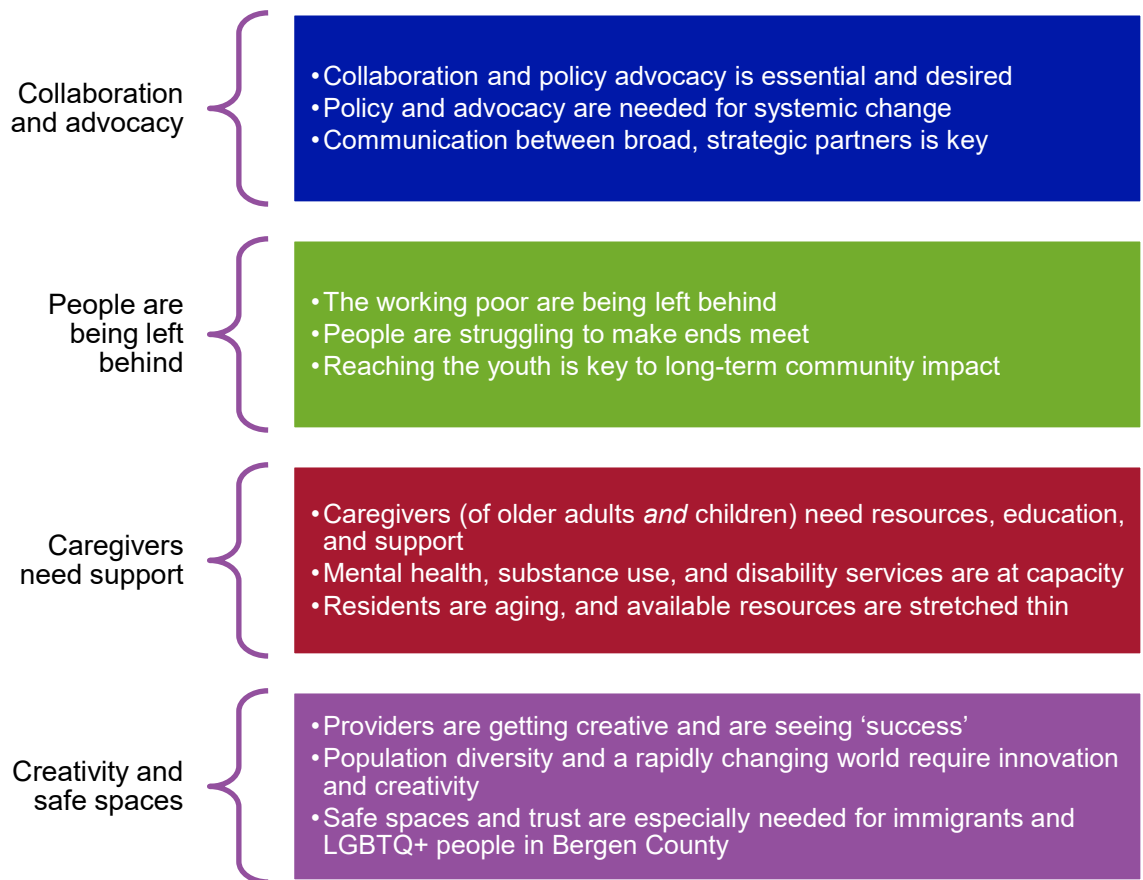 Collaboration
and advocacy
•Collaboration and policy advocacy is essential and desired
•Policy and advocacy are needed for systemic change
•Communication between broad, strategic partners is key
People are
being left
behind
•The working poor are being left behind
•People are struggling to make ends meet
•Reaching the youth is key to long-term community impact
Caregivers
need support
•Caregivers (of older adults and children) need resources, education,
and support
•Mental health, substance use, and disability services are at capacity
•Residents are aging, and available resources are stretched thin
Creativity and
safe spaces
•Providers are getting creative and are seeing ‘success’
•Population diversity and a rapidly changing world require innovation
and creativity
•Safe spaces and trust are especially needed for immigrants and
LGBTQ+ people in Bergen County